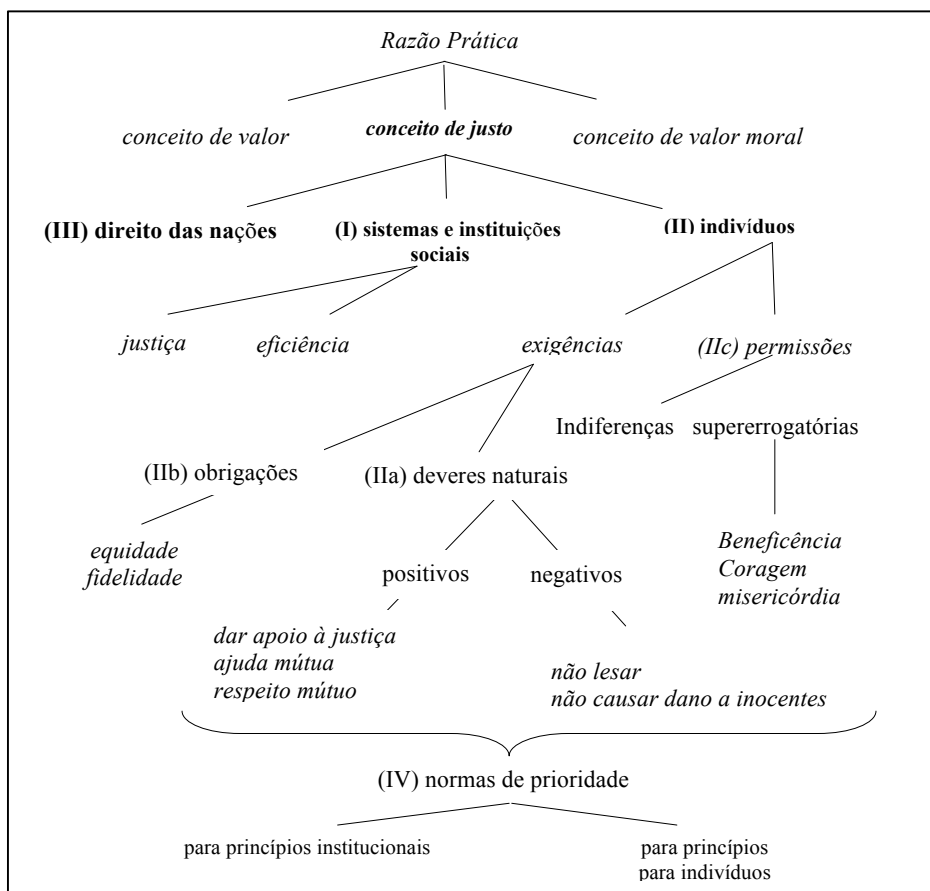 Razão Prática
conceito de valor conceito de justo conceito de valor moral
(III) direito das nações (I) sistemas e instituições sociais (II) indivíduos
justiça eficiência exigências (IIc) permissões
Indiferenças supererrogatórias
(IIb) obrigações (IIa) deveres naturais
equidade
fidelidade
positivos negativos
Beneficência
Coragem
misericórdia
dar apoio à justiça
ajuda mútua
respeito mútuo
não lesar
não causar dano a inocentes
(IV) normas de prioridade
para princípios institucionais
para princípios
para indivíduos